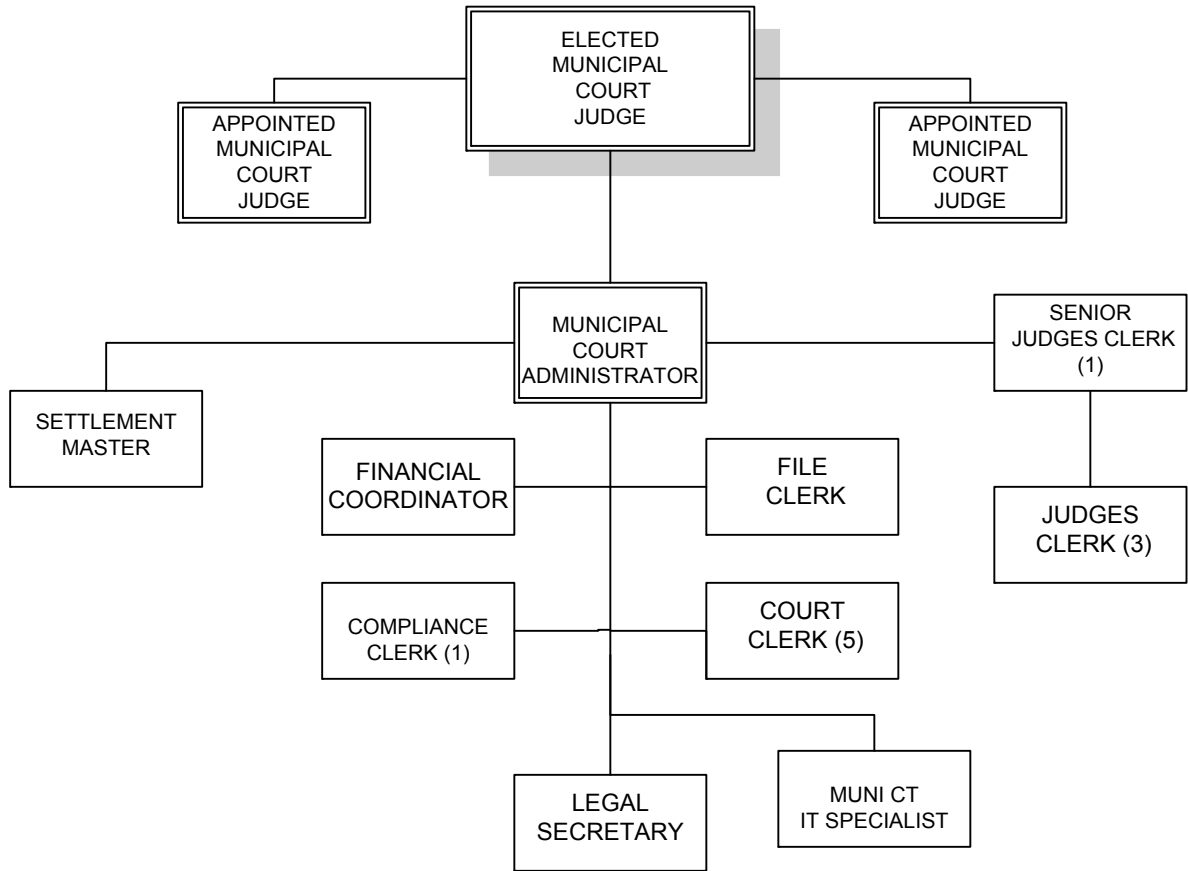 ELECTED
MUNICIPAL
COURT
JUDGE
APPOINTED
MUNICIPAL
COURT
JUDGE
APPOINTED
MUNICIPAL
COURT
JUDGE
MUNICIPAL
COURT
ADMINISTRATOR
SENIOR
JUDGES CLERK
(1)
SETTLEMENT
MASTER
FINANCIAL
COORDINATOR
FILE
CLERK
JUDGES
CLERK (3)
COMPLIANCE
CLERK (1)
COURT
CLERK (5)
LEGAL
SECRETARY
MUNI CT
IT SPECIALIST